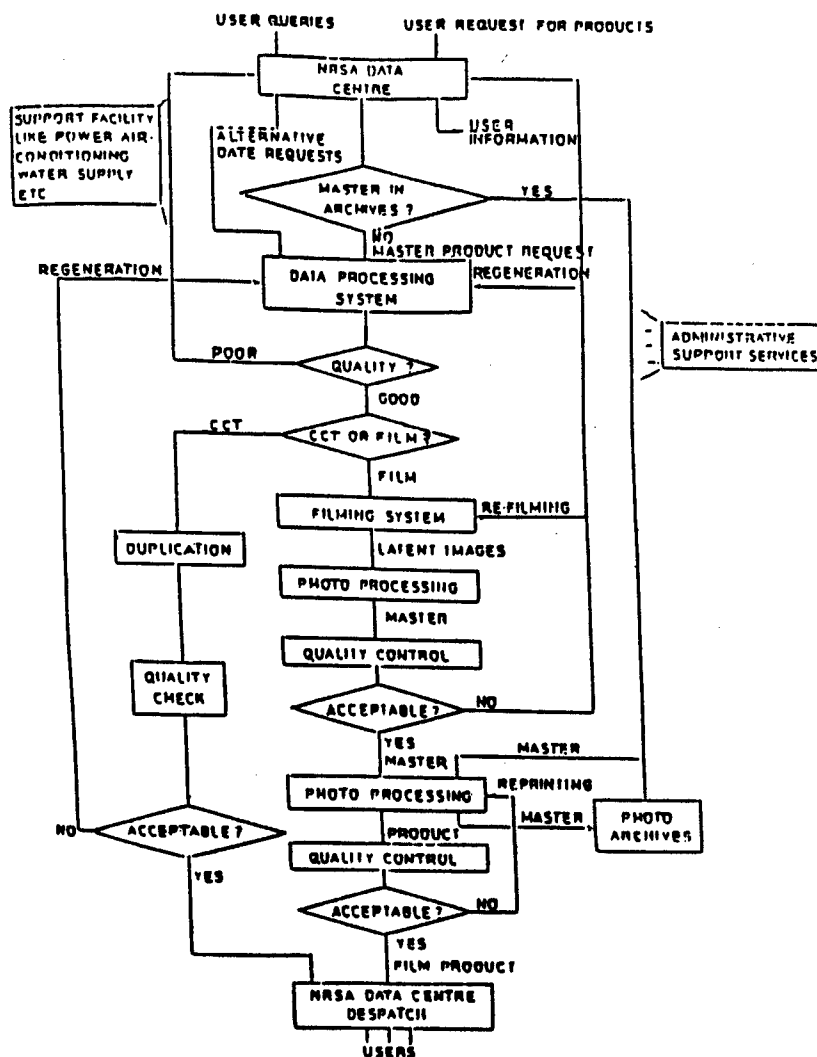 USER QUERIES
USER REQUEST FOR PRODUCTS
NRSA DATA
CENTRE
SUPPORT FACILITY
LIKE POWER AIR-
CONDITIONING
WATER SUPPLY
ETC
ALTERNATIVE
DATE REQUESTS
USER
INFORMATION
MASTER IN
ARCHIVES ?
YES
NO
MASTER PRODUCT REQUEST
REGENERATION
DATA PROCESSING
SYSTEM
REGENERATION
ADMINISTRATIVE
SUPPORT SERVICES
POOR
QUALITY ?
GOOD
CCT
CCT OR FILM ?
FILM
FILMING SYSTEM
RE-FILMING
DUPLICATION
LATENT IMAGES
PHOTO PROCESSING
MASTER
QUALITY CONTROL
QUALITY
CHECK
ACCEPTABLE ?
NO
YES
MASTER
MASTER
PHOTO PROCESSING
REPRINTING
MASTER
PHOTO
ARCHIVES
NO
ACCEPTABLE ?
PRODUCT
QUALITY CONTROL
YES
ACCEPTABLE ?
NO
YES
FILM PRODUCT
NRSA DATA CENTRE
DESPATCH
USERS